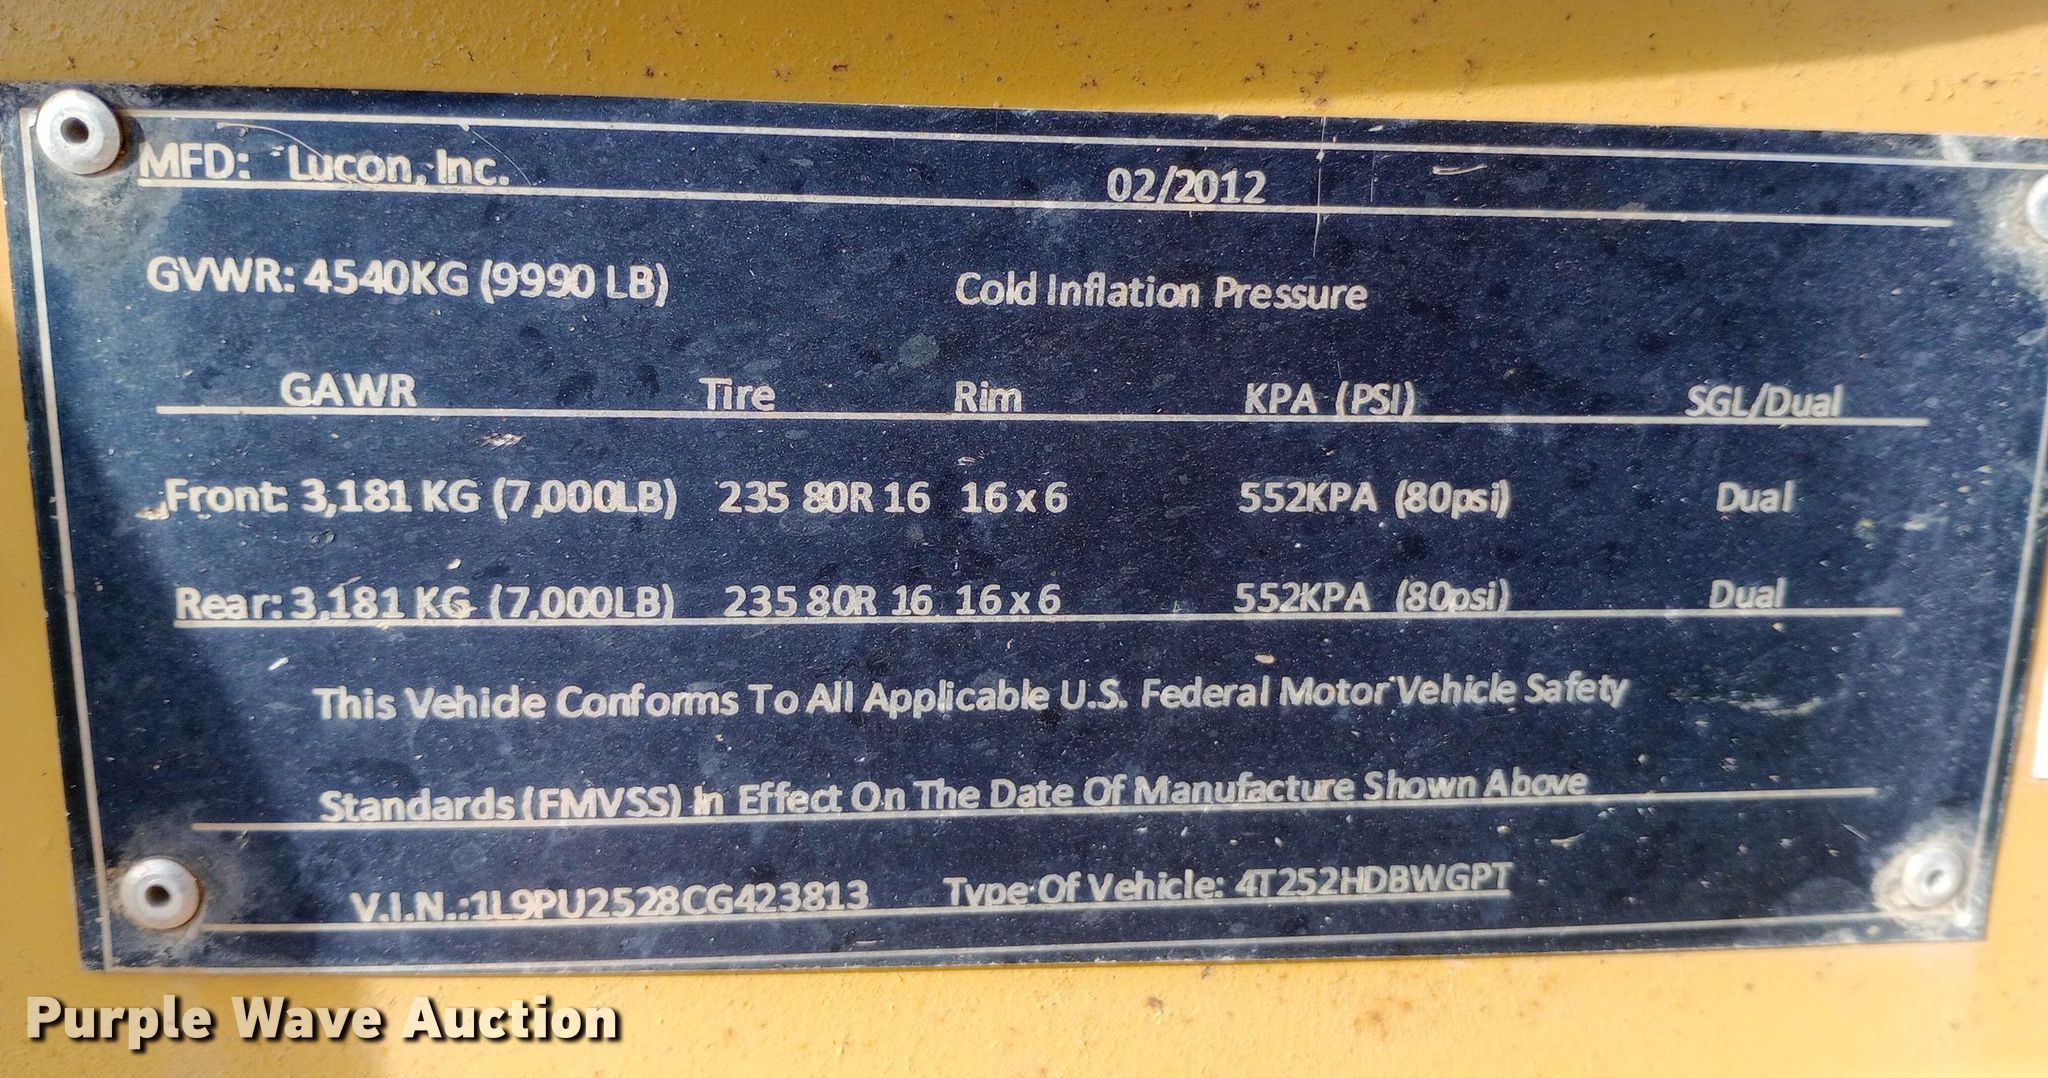 MFD: Lucon, Inc. 02/2012
GVWR: 4540KG (9990 LB) Cold Inflation Pressure
GAWR Tire Rim KPA (PSI) SGL/Dual
Front: 3,181 KG (7,000LB) 235 80R 16 16 x 6 552KPA (80psi) Dual
Rear: 3,181 KG (7,000LB) 235 80R 16 16 x 6 552KPA (80psi) Dual
This Vehicle Conforms To All Applicable U.S. Federal Motor Vehicle Safety
Standards (FMVSS) In Effect On The Date Of Manufacture Shown Above
V.I.N.:1L9PU2528CG423813 Type Of Vehicle: 4T252HDBWGPT
Purple Wave Auction